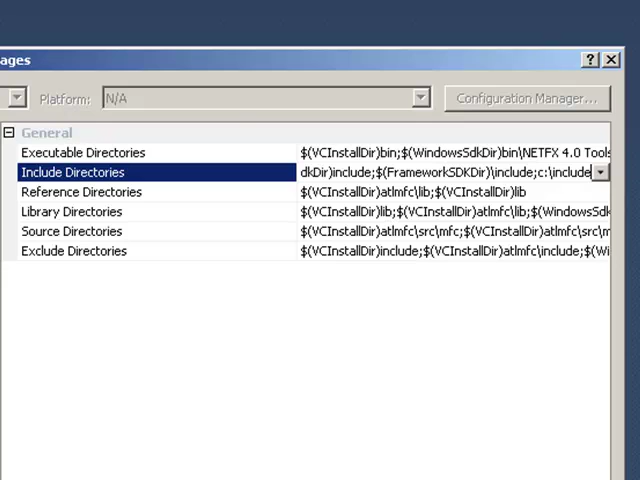 ages
Platform: N/A Configuration Manager...
General
Executable Directories $(VCInstallDir)bin;$(WindowsSdkDir)bin\NETFX 4.0 Tools
Include Directories dkDir)include;$(FrameworkSDKDir)\include;c:\include
Reference Directories $(VCInstallDir)atlmfc\lib;$(VCInstallDir)lib
Library Directories $(VCInstallDir)lib;$(VCInstallDir)atlmfc\lib;$(WindowsSdk
Source Directories $(VCInstallDir)atlmfc\src\mfc;$(VCInstallDir)atlmfc\src\m
Exclude Directories $(VCInstallDir)include;$(VCInstallDir)atlmfc\include;$(Wi